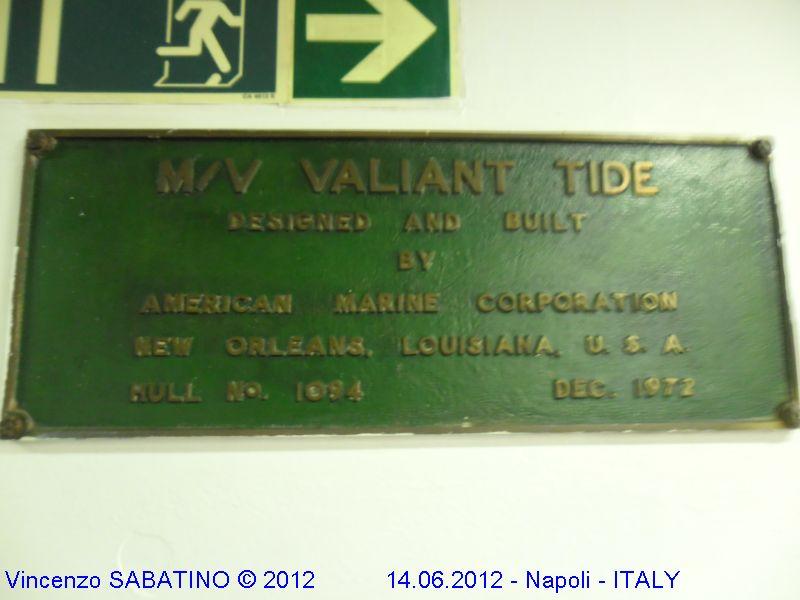 M/V VALIANT TIDE
DESIGNED AND BUILT
BY
AMERICAN MARINE CORPORATION
NEW ORLEANS, LOUISIANA, U. S. A.
HULL NO. 1094 DEC. 1972
Vincenzo SABATINO © 2012 14.06.2012 - Napoli - ITALY